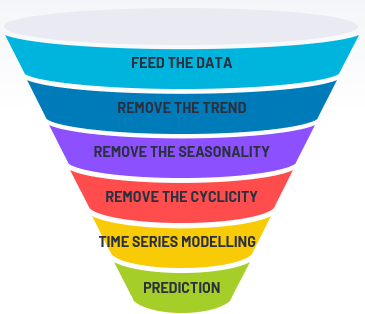 FEED THE DATA
REMOVE THE TREND
REMOVE THE SEASONALITY
REMOVE THE CYCLICITY
TIME SERIES MODELLING
PREDICTION